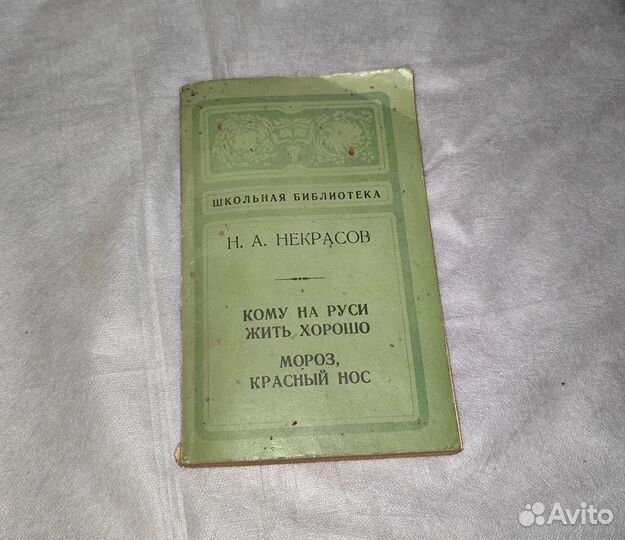 ШКОЛЬНАЯ БИБЛИОТЕКА
Н. А. НЕКРАСОВ
КОМУ НА РУСИ
ЖИТЬ ХОРОШО
МОРОЗ,
КРАСНЫЙ НОС
Avito